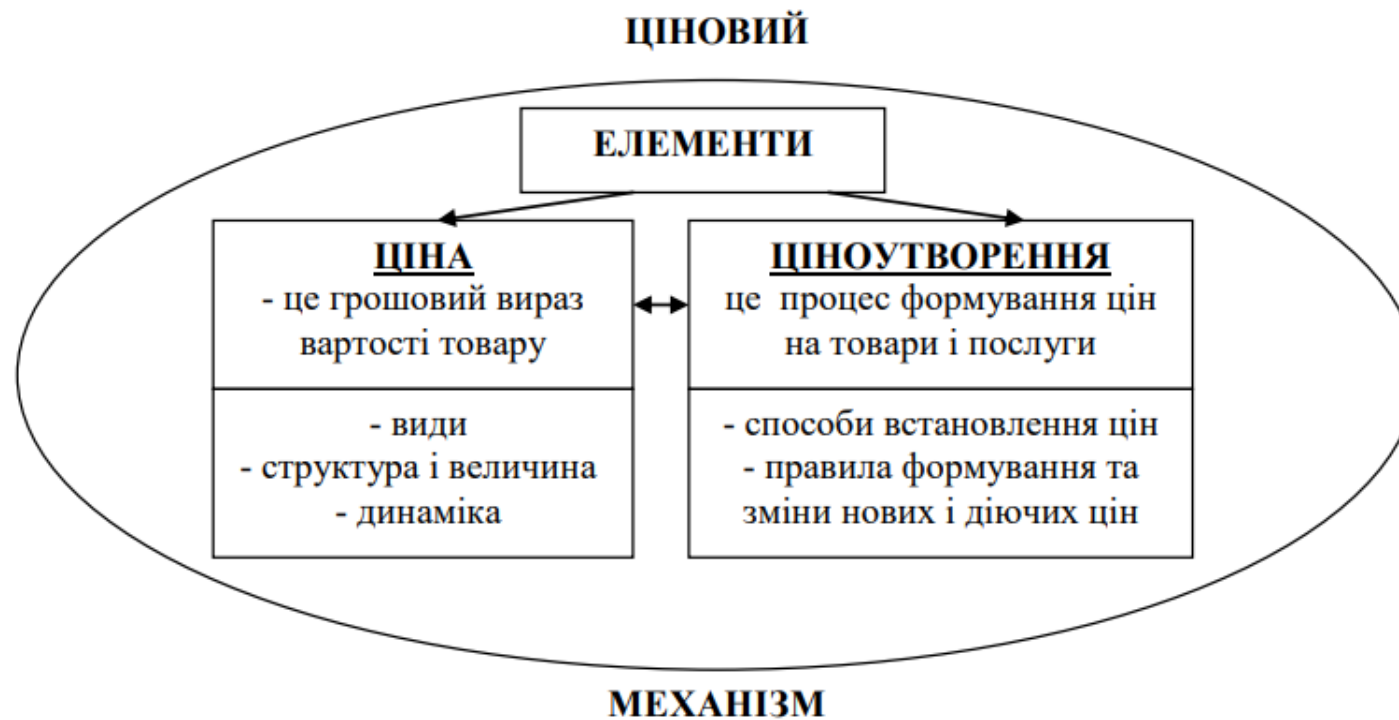 ЦІНОВИЙ
ЕЛЕМЕНТИ
ЦІНА
- це грошовий вираз
вартості товару
- види
- структура і величина
- динаміка
ЦІНОУТВОРЕННЯ
це процес формування цін
на товари і послуги
- способи встановлення цін
- правила формування та
зміни нових і діючих цін
МЕХАНІЗМ